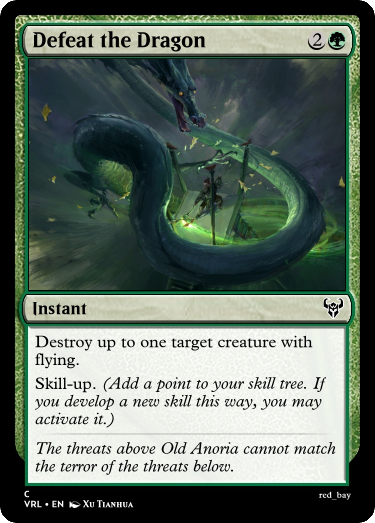 Defeat the Dragon 2
Instant
Destroy up to one target creature with
flying.
Skill-up. (Add a point to your skill tree. If
you develop a new skill this way, you may
activate it.)
The threats above Old Anoria cannot match
the terror of the threats below.
C
VRL • EN Xu Tianhua
red_bay